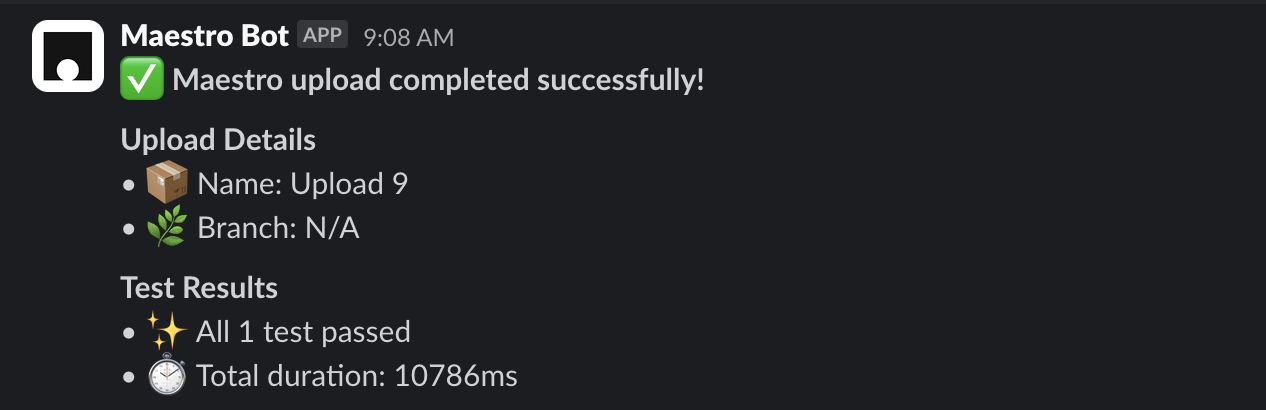 Maestro Bot APP 9:08 AM
✅ Maestro upload completed successfully!
Upload Details
• 📦 Name: Upload 9
• 🌿 Branch: N/A
Test Results
• ✨ All 1 test passed
• ⏱️ Total duration: 10786ms